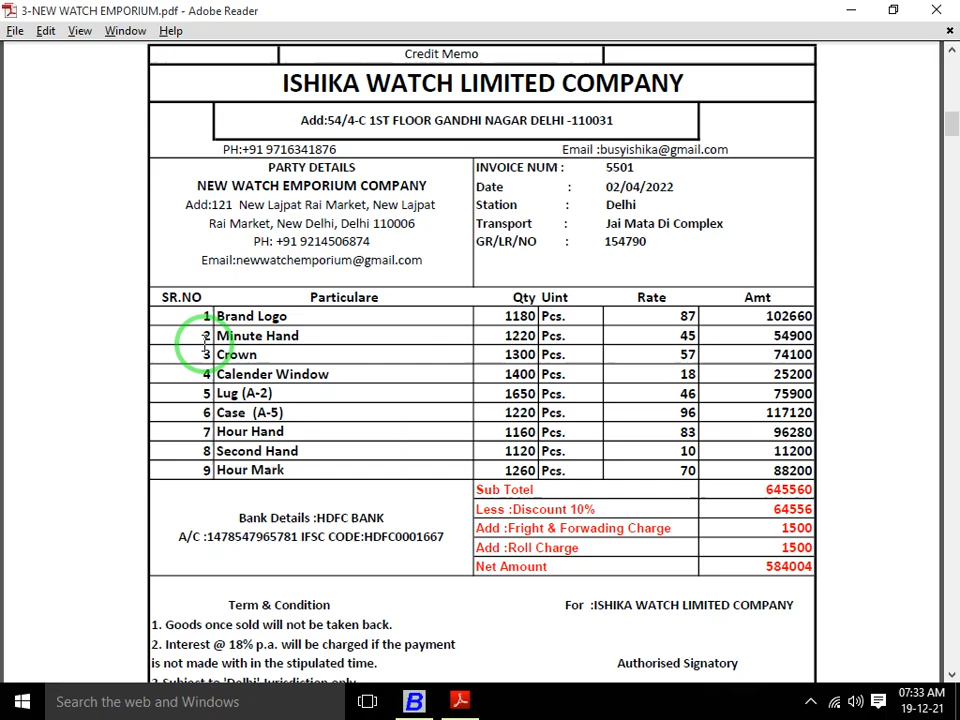 3-NEW WATCH EMPORIUM.pdf - Adobe Reader
File Edit View Window Help
Credit Memo
ISHIKA WATCH LIMITED COMPANY
Add:54/4-C 1ST FLOOR GANDHI NAGAR DELHI -110031
PH:+91 9716341876 Email :busyishika@gmail.com
PARTY DETAILS INVOICE NUM : 5501
NEW WATCH EMPORIUM COMPANY Date : 02/04/2022
Add:121 New Lajpat Rai Market, New Lajpat Station : Delhi
Rai Market, New Delhi, Delhi 110006 Transport : Jai Mata Di Complex
PH: +91 9214506874 GR/LR/NO : 154790
Email:newwatchemporium@gmail.com
SR.NO Particulare Qty Uint Rate Amt
1 Brand Logo 1180 Pcs. 87 102660
2 Minute Hand 1220 Pcs. 45 54900
3 Crown 1300 Pcs. 57 74100
4 Calender Window 1400 Pcs. 18 25200
5 Lug (A-2) 1650 Pcs. 46 75900
6 Case (A-5) 1220 Pcs. 96 117120
7 Hour Hand 1160 Pcs. 83 96280
8 Second Hand 1120 Pcs. 10 11200
9 Hour Mark 1260 Pcs. 70 88200
Sub Totel 645560
Less :Discount 10% 64556
Add :Fright & Forwading Charge 1500
Add :Roll Charge 1500
Net Amount 584004
Bank Details :HDFC BANK
A/C :1478547965781 IFSC CODE:HDFC0001667
Term & Condition For :ISHIKA WATCH LIMITED COMPANY
1. Goods once sold will not be taken back.
2. Interest @ 18% p.a. will be charged if the payment
is not made with in the stipulated time. Authorised Signatory
3.Subject to 'Delhi' Jurisdiction only.
Search the web and Windows
B
07:33 AM
19-12-21